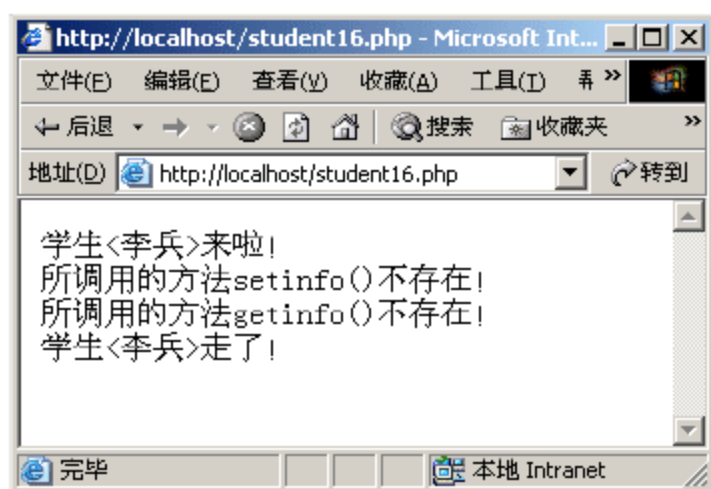 http://localhost/student16.php - Microsoft Int...
文件(F) 编辑(E) 查看(V) 收藏(A) 工具(T) »
后退 搜索 收藏夹 »
地址(D) http://localhost/student16.php 转到
学生<李兵>来啦!
所调用的方法setinfo()不存在!
所调用的方法getinfo()不存在!
学生<李兵>走了!
完毕 本地 Intranet